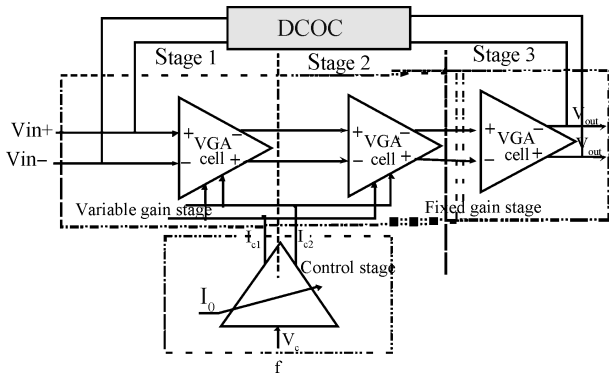 DCOC
Stage 1
Stage 2
Stage 3
Vin+
Vin−
+ −
VGA
cell
− +
+ −
VGA
cell
− +
+ −
VGA
cell
− +
Vout
Vout
Variable gain stage
Fixed gain stage
Ic1
Ic2
Control stage
I0
Vc
f